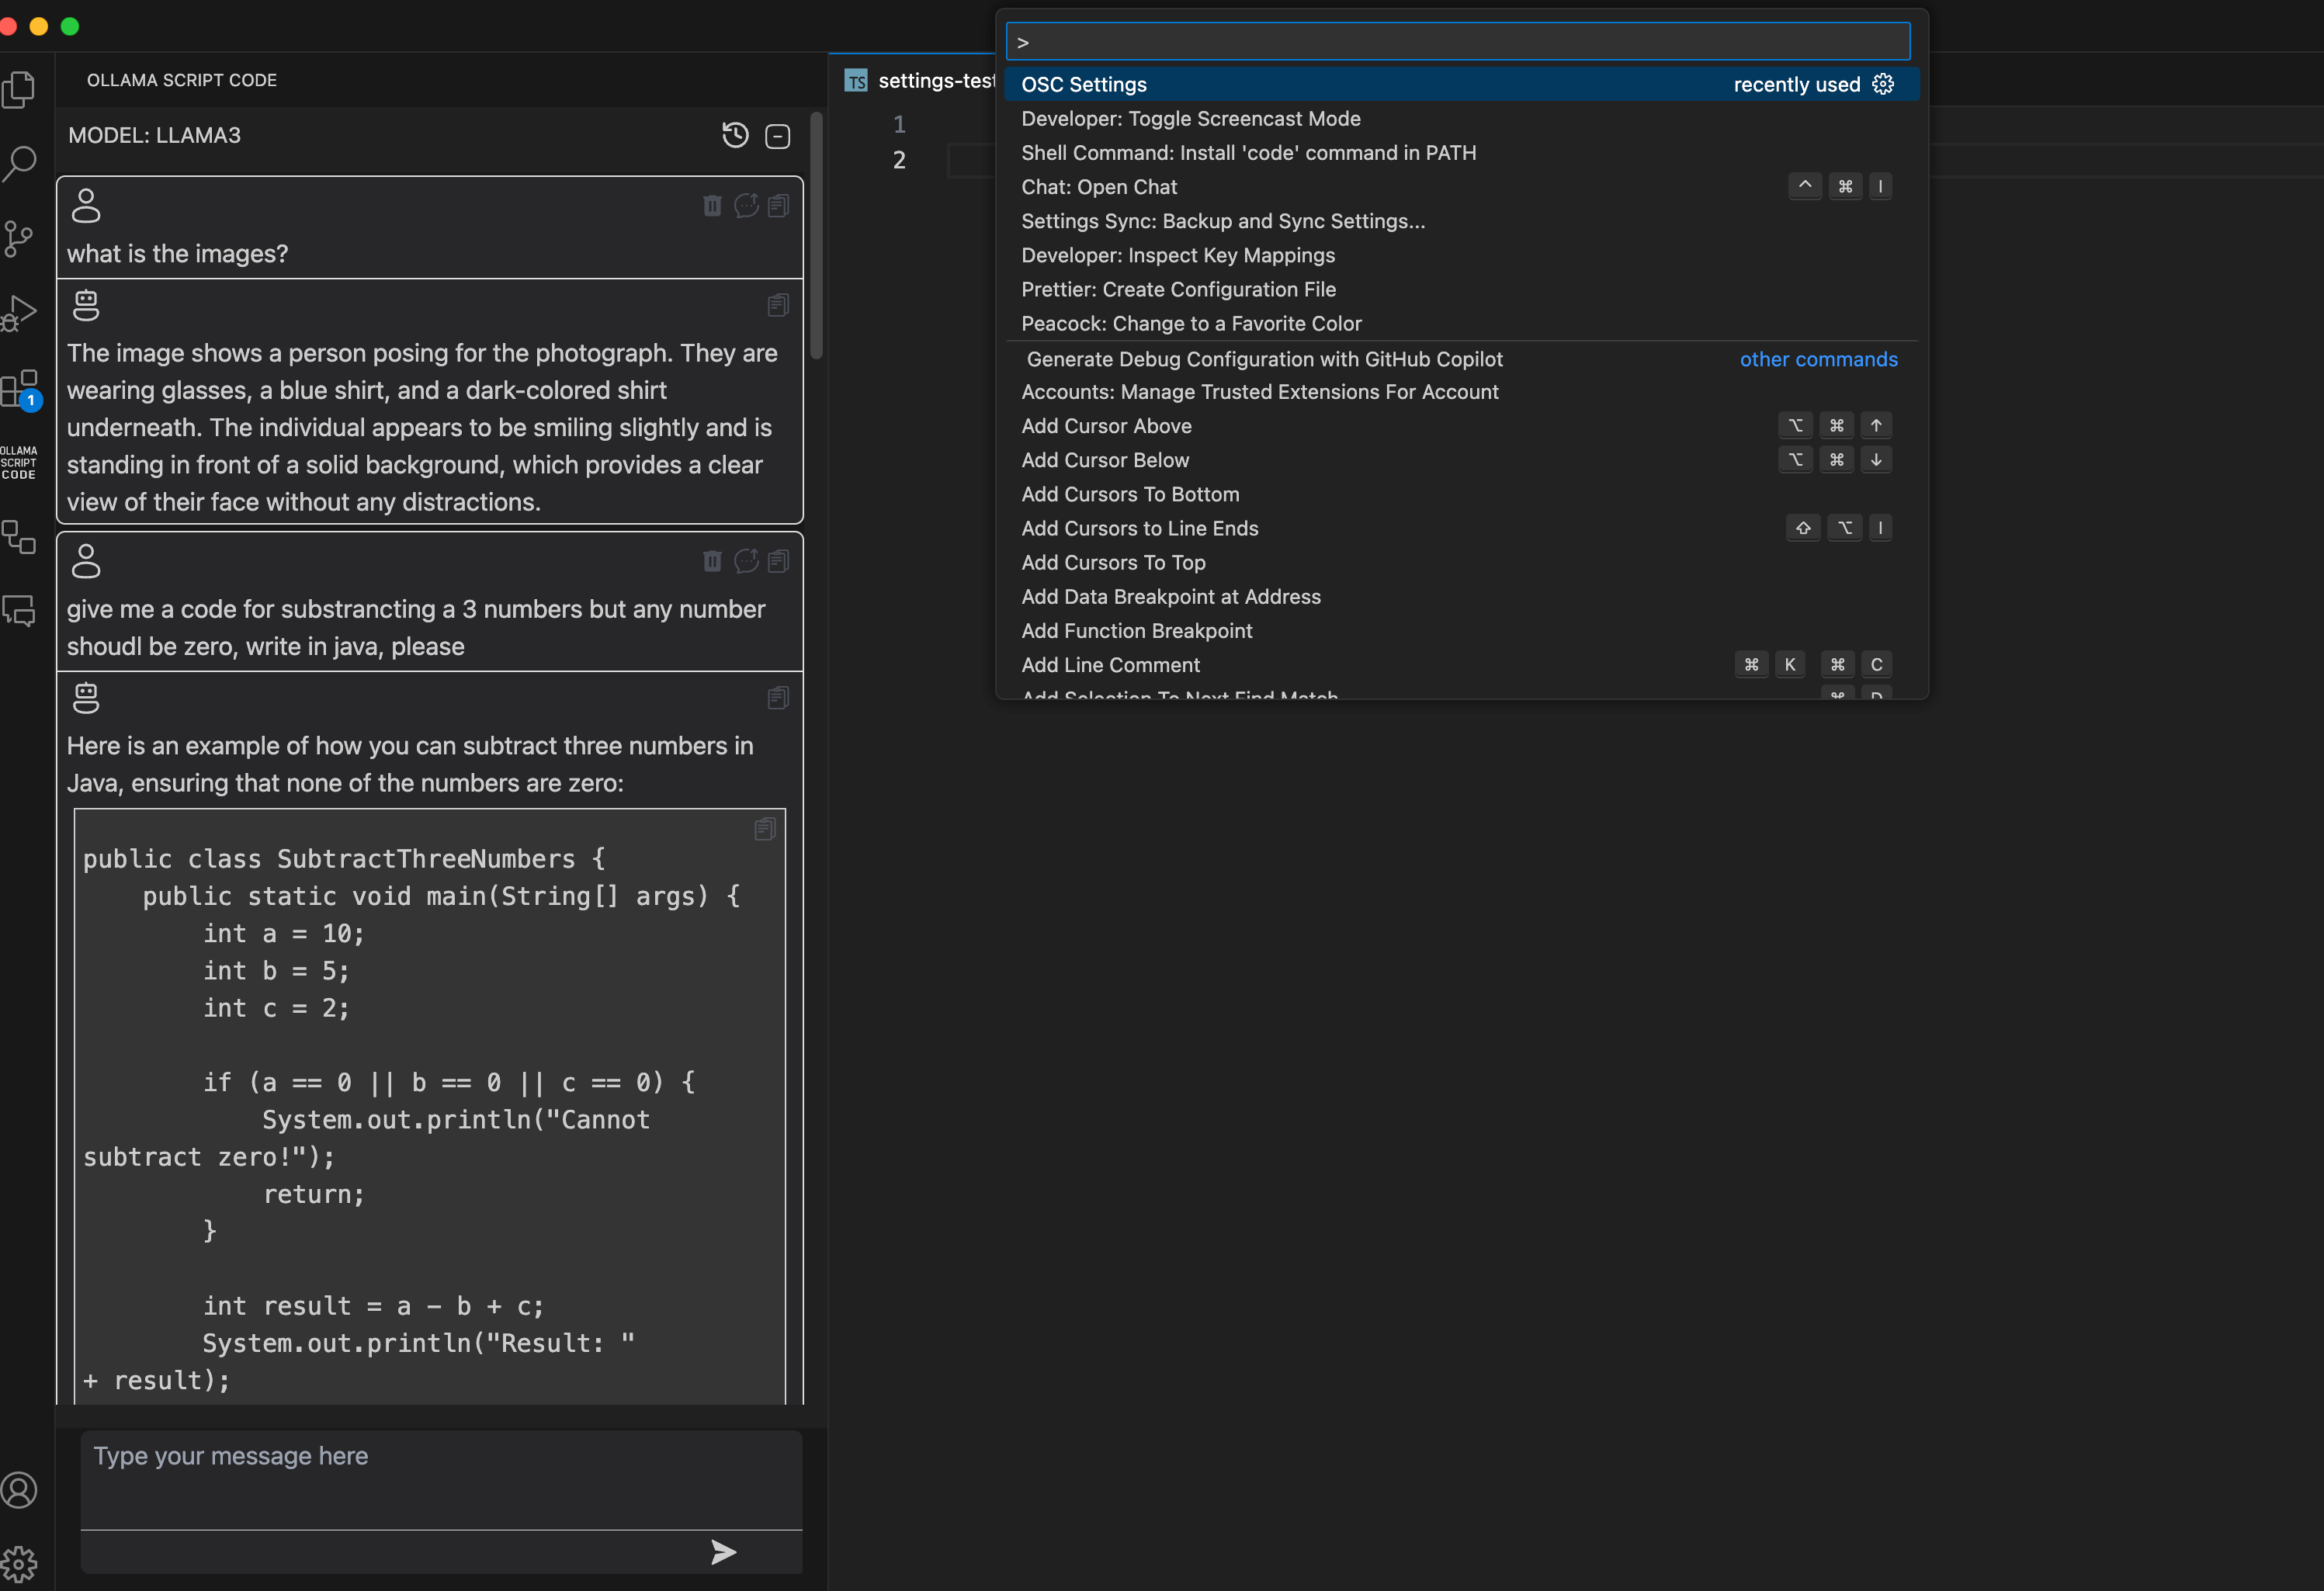 OLLAMA SCRIPT CODE
MODEL: LLAMA3
what is the images?
The image shows a person posing for the photograph. They are
wearing glasses, a blue shirt, and a dark-colored shirt
underneath. The individual appears to be smiling slightly and is
standing in front of a solid background, which provides a clear
view of their face without any distractions.
give me a code for substrancting a 3 numbers but any number
shoudl be zero, write in java, please
Here is an example of how you can subtract three numbers in
Java, ensuring that none of the numbers are zero:
public class SubtractThreeNumbers {
    public static void main(String[] args) {
        int a = 10;
        int b = 5;
        int c = 2;
        if (a == 0 || b == 0 || c == 0) {
            System.out.println("Cannot
subtract zero!");
            return;
        }
        int result = a - b + c;
        System.out.println("Result: "
+ result);
Type your message here
1
OLLAMA
SCRIPT
CODE
TS settings-test
1
2
>
OSC Settings recently used
Developer: Toggle Screencast Mode
Shell Command: Install 'code' command in PATH
Chat: Open Chat ^ ⌘ I
Settings Sync: Backup and Sync Settings...
Developer: Inspect Key Mappings
Prettier: Create Configuration File
Peacock: Change to a Favorite Color
Generate Debug Configuration with GitHub Copilot other commands
Accounts: Manage Trusted Extensions For Account
Add Cursor Above ⌥ ⌘ ↑
Add Cursor Below ⌥ ⌘ ↓
Add Cursors To Bottom
Add Cursors to Line Ends ⇧ ⌥ I
Add Cursors To Top
Add Data Breakpoint at Address
Add Function Breakpoint
Add Line Comment ⌘ K ⌘ C
Add Selection To Next Find Match ⌘ D